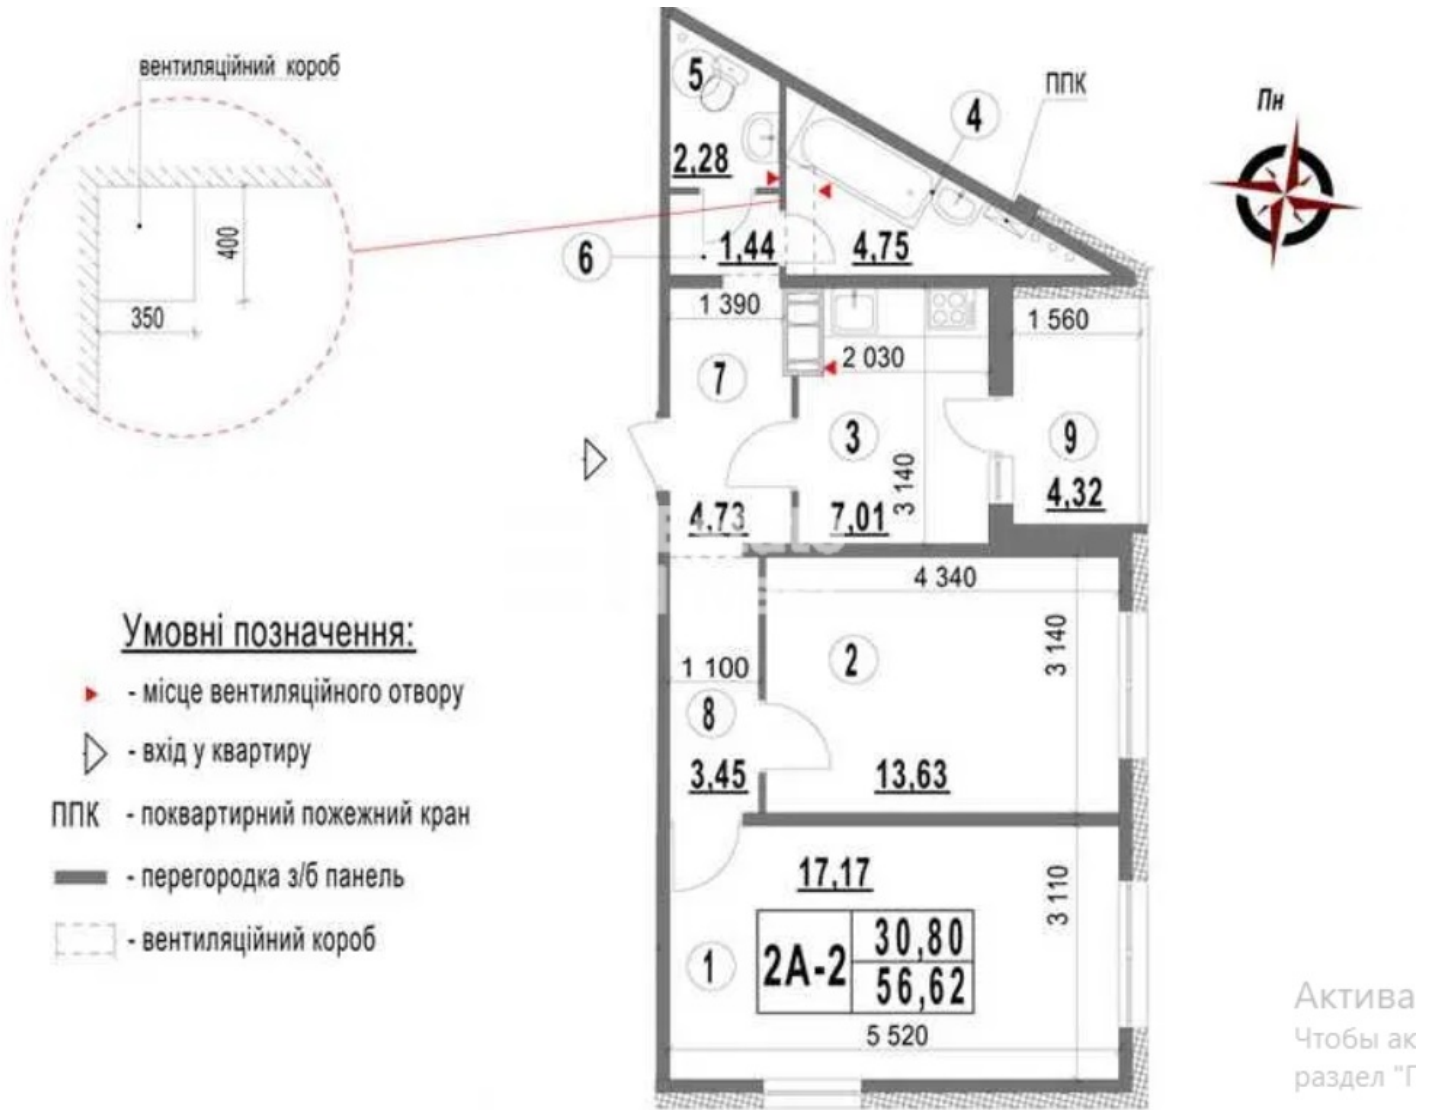 вентиляційний короб
400
350
5
2,28
ППК
4
Пн
6
1,44
4,75
1 390
1 560
2 030
7
3
9
3 140
4,73
7,01
4,32
4 340
Умовні позначення:
- місце вентиляційного отвору
- вхід у квартиру
ППК - поквартирний пожежний кран
- перегородка з/б панель
- вентиляційний короб
1 100
2
3 140
8
3,45
13,63
17,17
3 110
1
2А-2
30,80
56,62
5 520
Актива
Чтобы ак
раздел "П